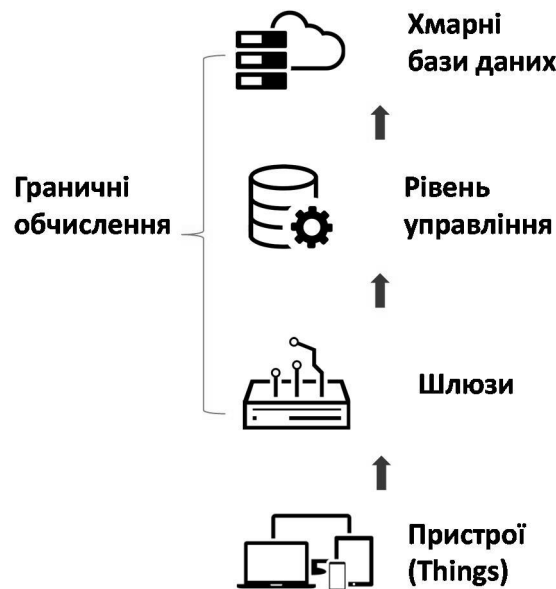 Хмарні
бази даних
Граничні
обчислення
Рівень
управління
Шлюзи
Пристрої
(Things)